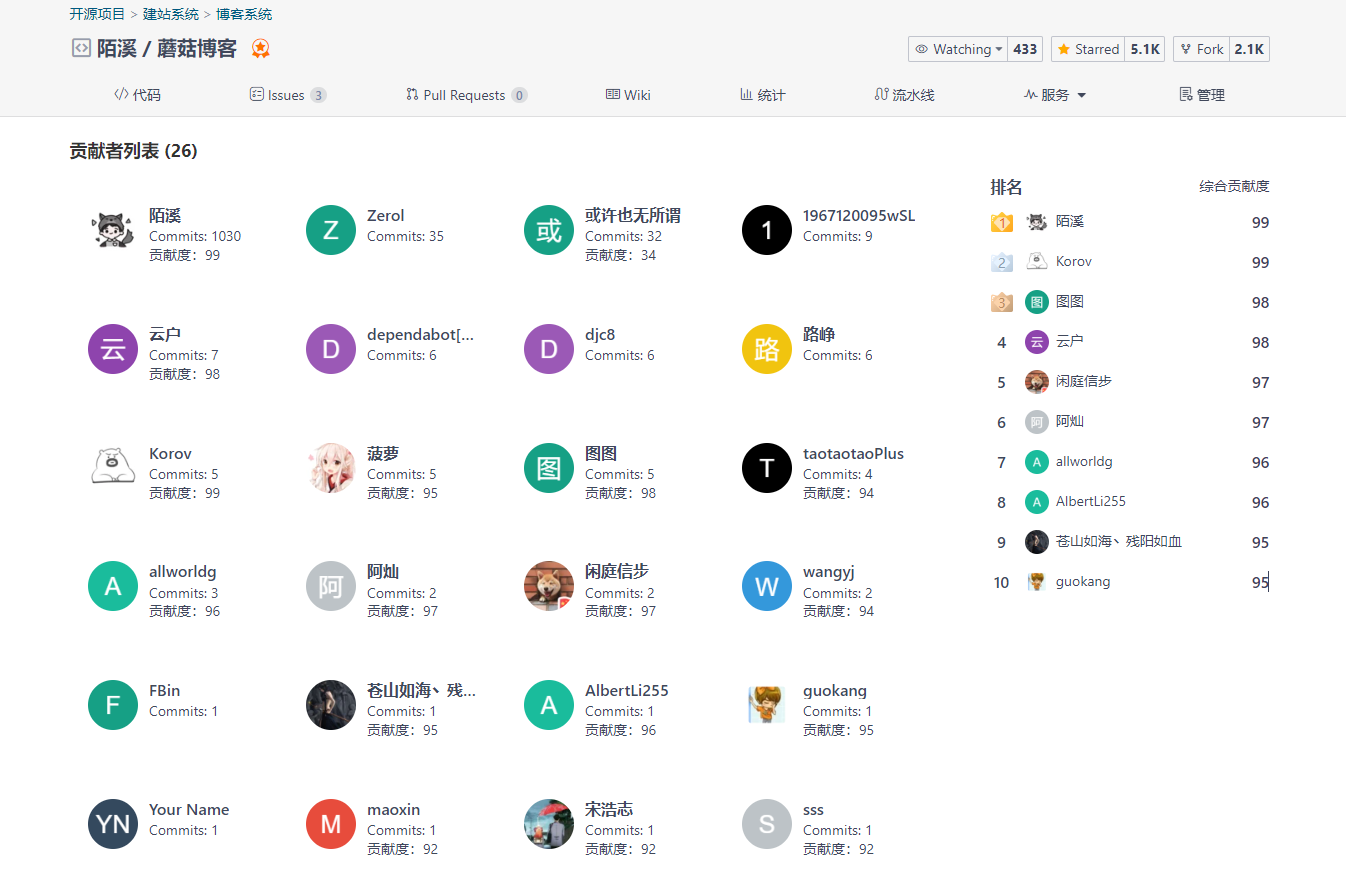 开源项目 > 建站系统 > 博客系统
陌溪 / 蘑菇博客
Watching 433 Starred 5.1K Fork 2.1K
代码 Issues 3 Pull Requests 0 Wiki 统计 流水线 服务 管理
贡献者列表 (26)
陌溪
Commits: 1030
贡献度：99
Zerol
Commits: 35
或许也无所谓
Commits: 32
贡献度：34
1
1967120095wSL
Commits: 9
Z
或
云
云户
Commits: 7
贡献度：98
D
dependabot[...
Commits: 6
D
djc8
Commits: 6
路
路峥
Commits: 6
Korov
Commits: 5
贡献度：99
菠萝
Commits: 5
贡献度：95
图
图图
Commits: 5
贡献度：98
T
taotaotaoPlus
Commits: 4
贡献度：94
A
allworldg
Commits: 3
贡献度：96
阿
阿灿
Commits: 2
贡献度：97
闲庭信步
Commits: 2
贡献度：97
W
wangyj
Commits: 2
贡献度：94
F
FBin
Commits: 1
苍山如海丶残...
Commits: 1
贡献度：95
A
AlbertLi255
Commits: 1
贡献度：96
guokang
Commits: 1
贡献度：95
YN
Your Name
Commits: 1
M
maoxin
Commits: 1
贡献度：92
宋浩志
Commits: 1
贡献度：92
S
sss
Commits: 1
贡献度：92
排名 综合贡献度
1 陌溪 99
2 Korov 99
3 图 图图 98
4 云 云户 98
5 闲庭信步 97
6 阿 阿灿 97
7 A allworldg 96
8 A AlbertLi255 96
9 苍山如海丶残阳如血 95
10 guokang 95